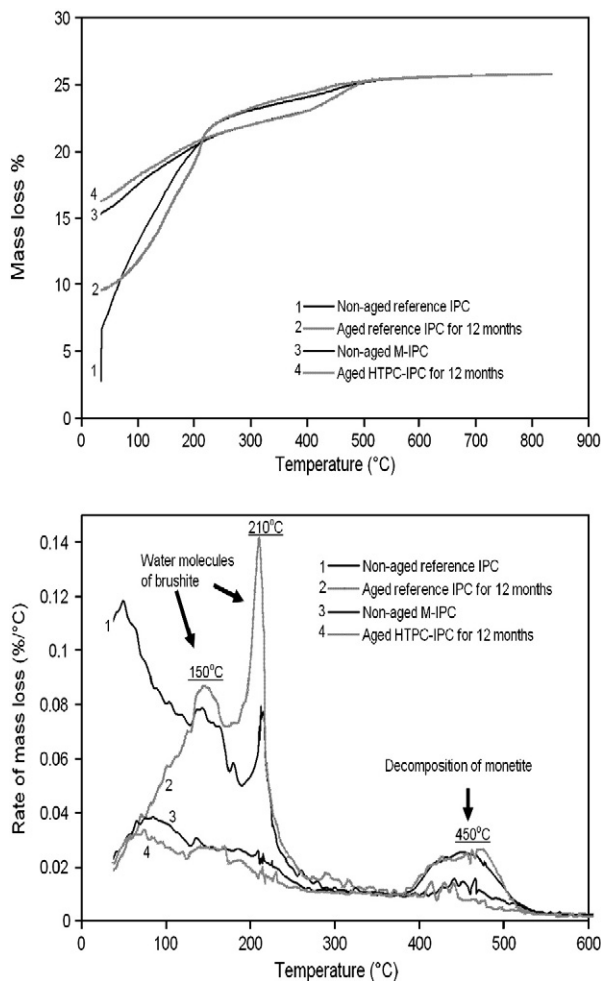 30
25
20
15
10
5
0
Mass loss %
4
3
2
1
1 Non-aged reference IPC
2 Aged reference IPC for 12 months
3 Non-aged M-IPC
4 Aged HTPC-IPC for 12 months
0 100 200 300 400 500 600 700 800 900
Temperature (°C)
0.14
0.12
0.1
0.08
0.06
0.04
0.02
0
Rate of mass loss (%/°C)
210°C
Water molecules
of brushite
1
150°C
2
3
4
1 Non-aged reference IPC
2 Aged reference IPC for 12 months
3 Non-aged M-IPC
4 Aged HTPC-IPC for 12 months
Decomposition of monetite
450°C
0 100 200 300 400 500 600
Temperature (°C)